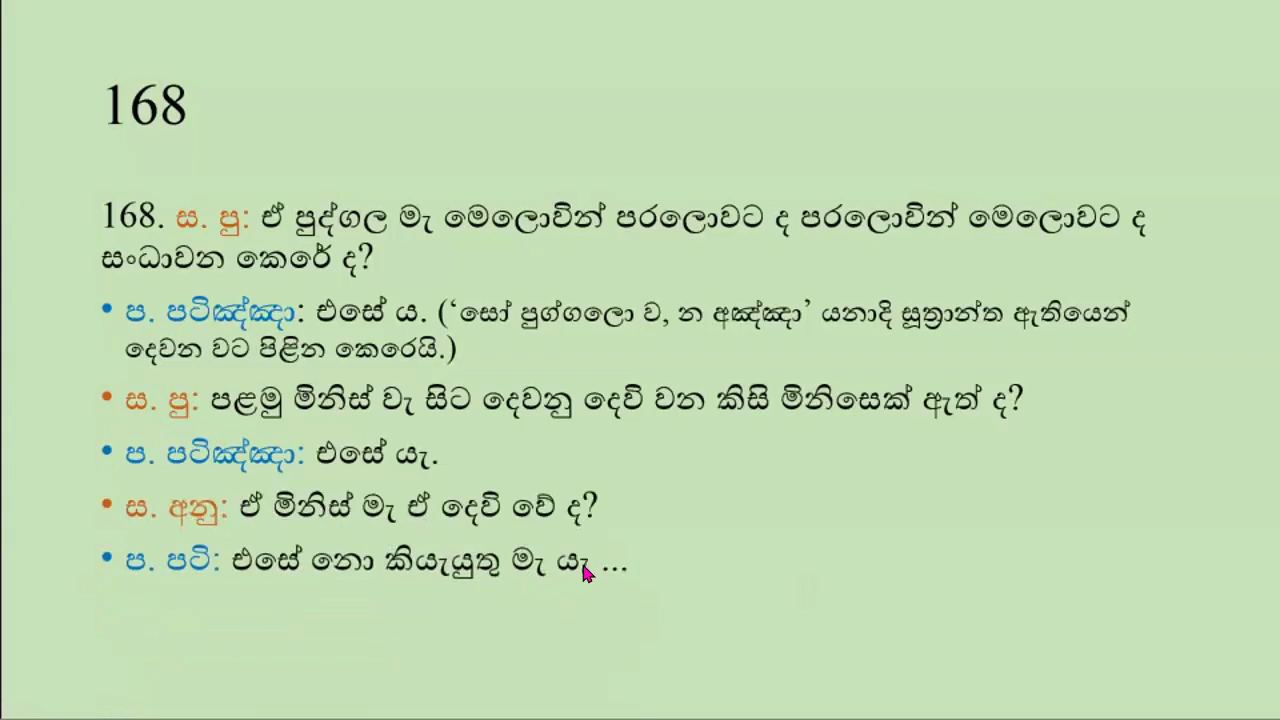 168
168. ස. පු: ඒ පුද්ගල මැ මෙලොවින් පරලොවට ද පරලොවින් මෙලොවට ද
සංධාවන කෙරේ ද?
• ප. පටිඤ්ඤා: එසේ ය. (‘සෝ පුග්ගලො ව, න අඤ්ඤා’ යනාදි සූත්‍රාන්ත ඇතියෙන්
දෙවන වට පිළින කෙරෙයි.)
• ස. පු: පළමු මිනිස් වැ සිට දෙවනු දෙවි වන කිසි මිනිසෙක් ඇත් ද?
• ප. පටිඤ්ඤා: එසේ යැ.
• ස. අනු: ඒ මිනිස් මැ ඒ දෙවි වේ ද?
• ප. පටි: එසේ නො කියැයුතු මැ යැ ...